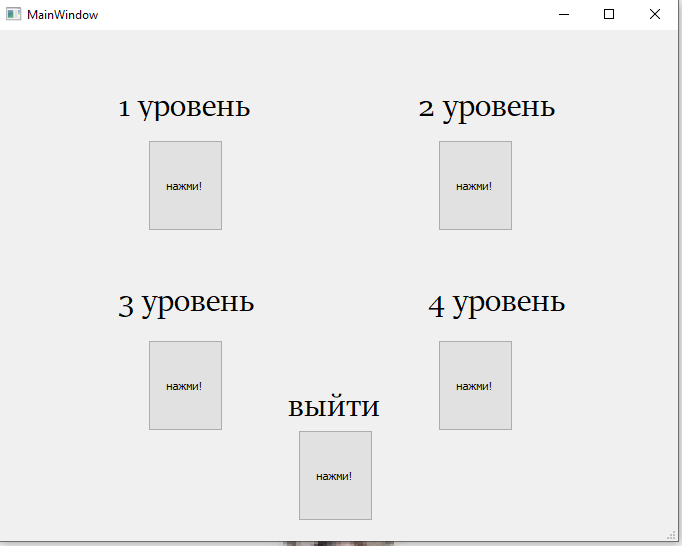 MainWindow
1 уровень
2 уровень
нажми!
нажми!
3 уровень
4 уровень
нажми!
нажми!
выйти
нажми!